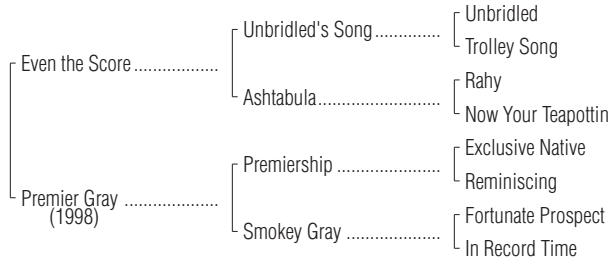 Unbridled
Unbridled's Song
Trolley Song
Even the Score
Rahy
Ashtabula
Now Your Teapottin
Exclusive Native
Premiership
Reminiscing
Premier Gray
(1998)
Fortunate Prospect
Smokey Gray
In Record Time